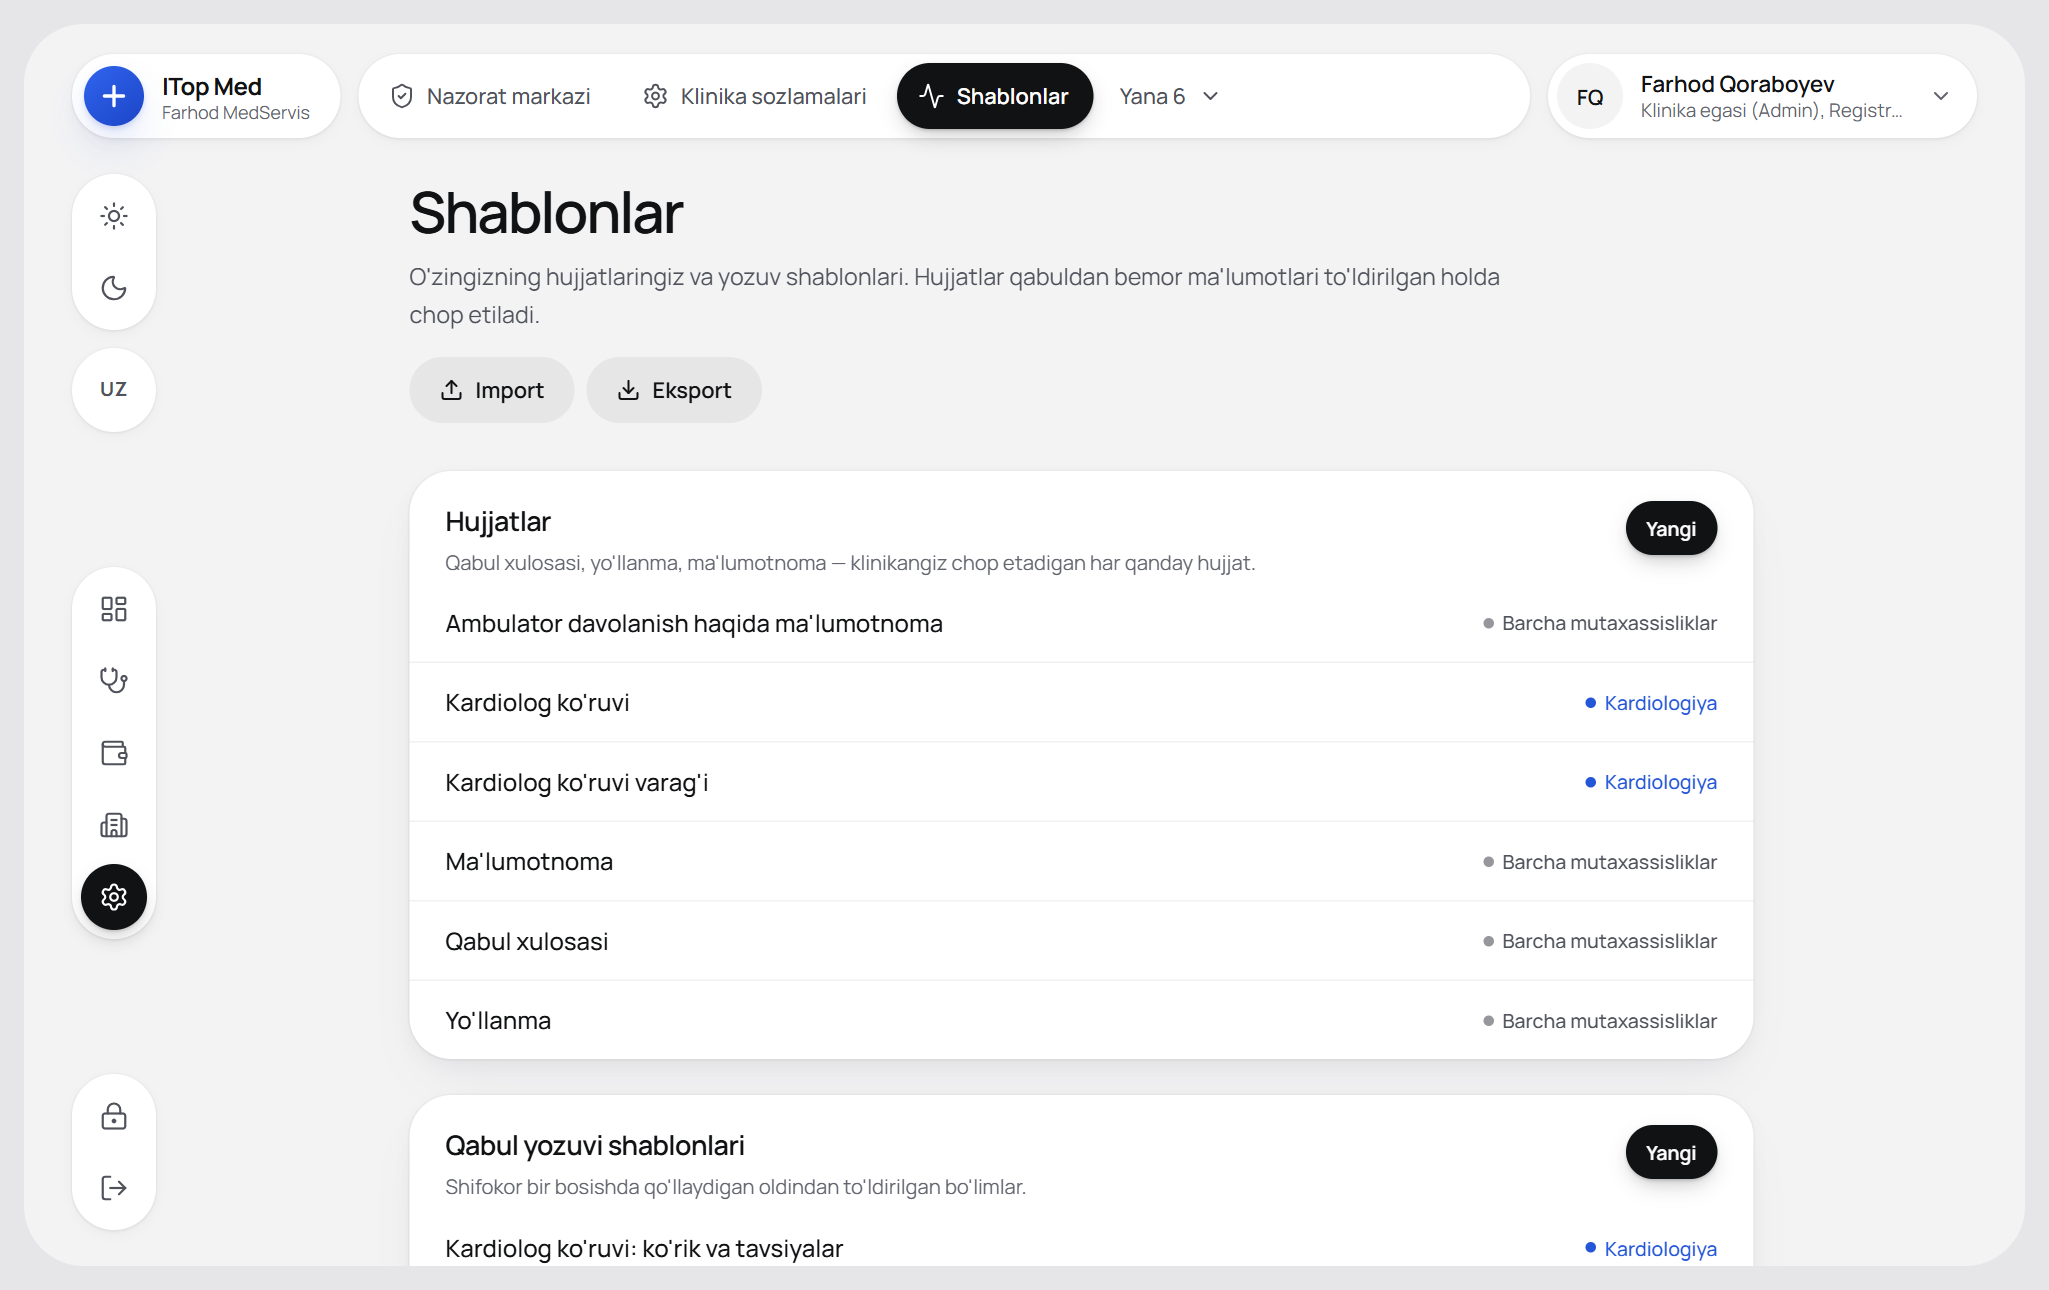 ITop Med
Farhod MedServis
Nazorat markazi
Klinika sozlamalari
Shablonlar
Yana 6
FQ
Farhod Qoraboyev
Klinika egasi (Admin), Registr...
UZ
Shablonlar
O'zingizning hujjatlaringiz va yozuv shablonlari. Hujjatlar qabuldan bemor ma'lumotlari to'ldirilgan holda
chop etiladi.
Import
Eksport
Hujjatlar
Yangi
Qabul xulosasi, yo'llanma, ma'lumotnoma — klinikangiz chop etadigan har qanday hujjat.
Ambulator davolanish haqida ma'lumotnoma
Barcha mutaxassisliklar
Kardiolog ko'ruvi
Kardiologiya
Kardiolog ko'ruvi varag'i
Kardiologiya
Ma'lumotnoma
Barcha mutaxassisliklar
Qabul xulosasi
Barcha mutaxassisliklar
Yo'llanma
Barcha mutaxassisliklar
Qabul yozuvi shablonlari
Yangi
Shifokor bir bosishda qo'llaydigan oldindan to'ldirilgan bo'limlar.
Kardiolog ko'ruvi: ko'rik va tavsiyalar
Kardiologiya